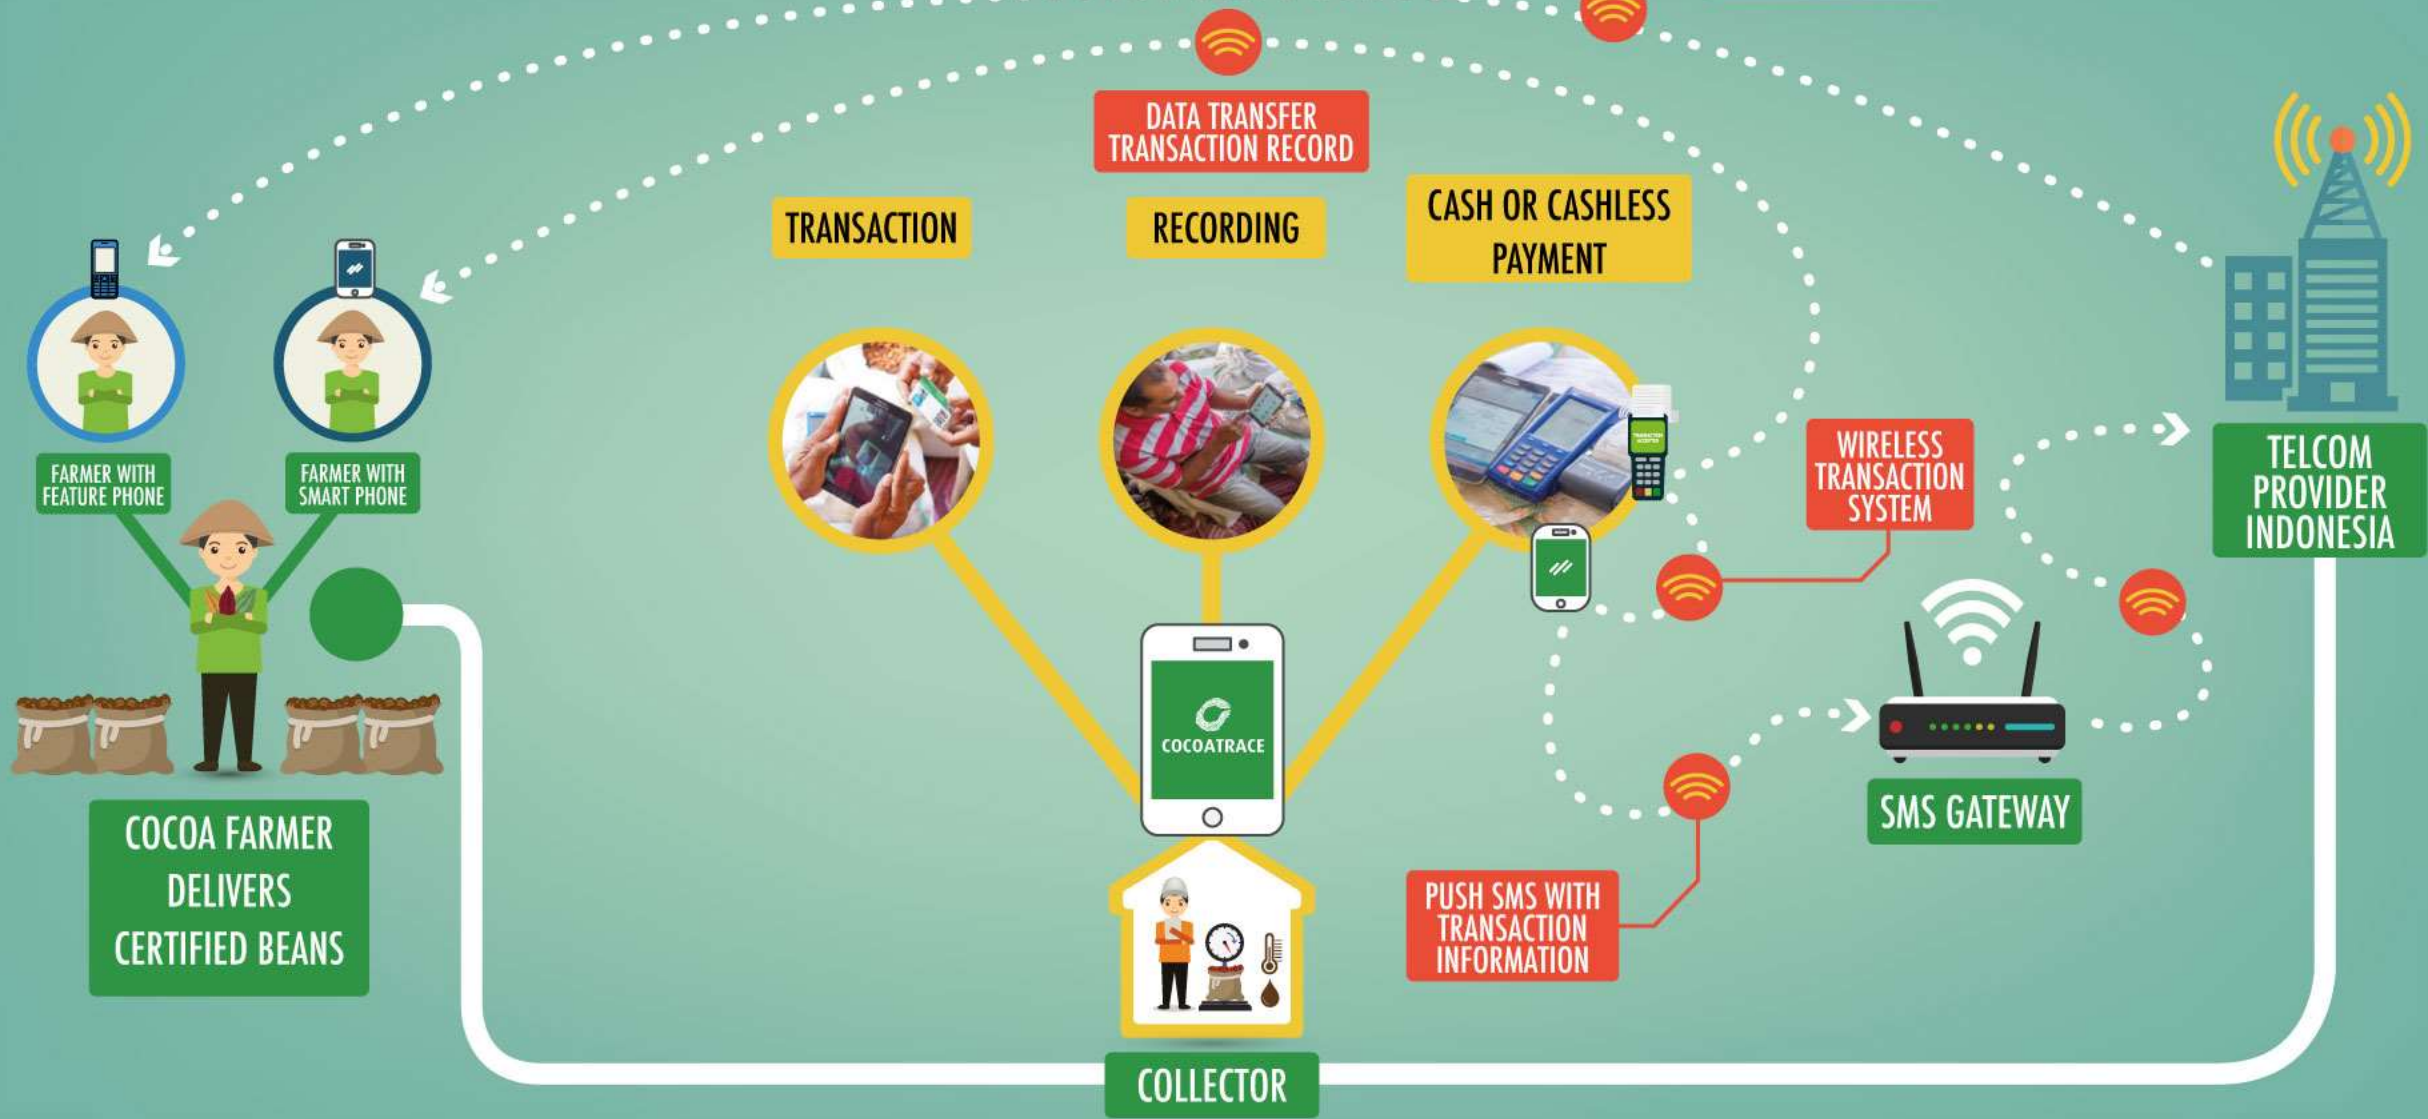 DATA TRANSFER
TRANSACTION RECORD
TRANSACTION
RECORDING
CASH OR CASHLESS
PAYMENT
FARMER WITH
FEATURE PHONE
FARMER WITH
SMART PHONE
WIRELESS
TRANSACTION
SYSTEM
TELCOM
PROVIDER
INDONESIA
COCOATRACE
SMS GATEWAY
COCOA FARMER
DELIVERS
CERTIFIED BEANS
PUSH SMS WITH
TRANSACTION
INFORMATION
COLLECTOR